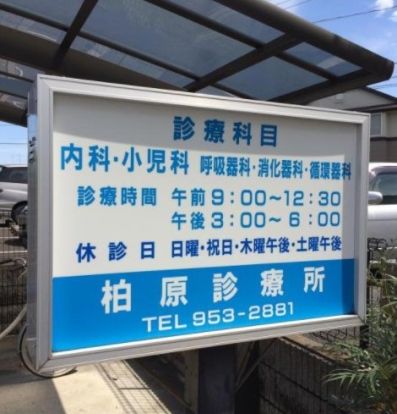 診療科目
内科・小児科 呼吸器科・消化器科・循環器科
診療時間 午前 9:00〜12:30
午後 3:00〜 6:00
休診日 日曜・祝日・木曜午後・土曜午後
柏原診療所
TEL 953-2881